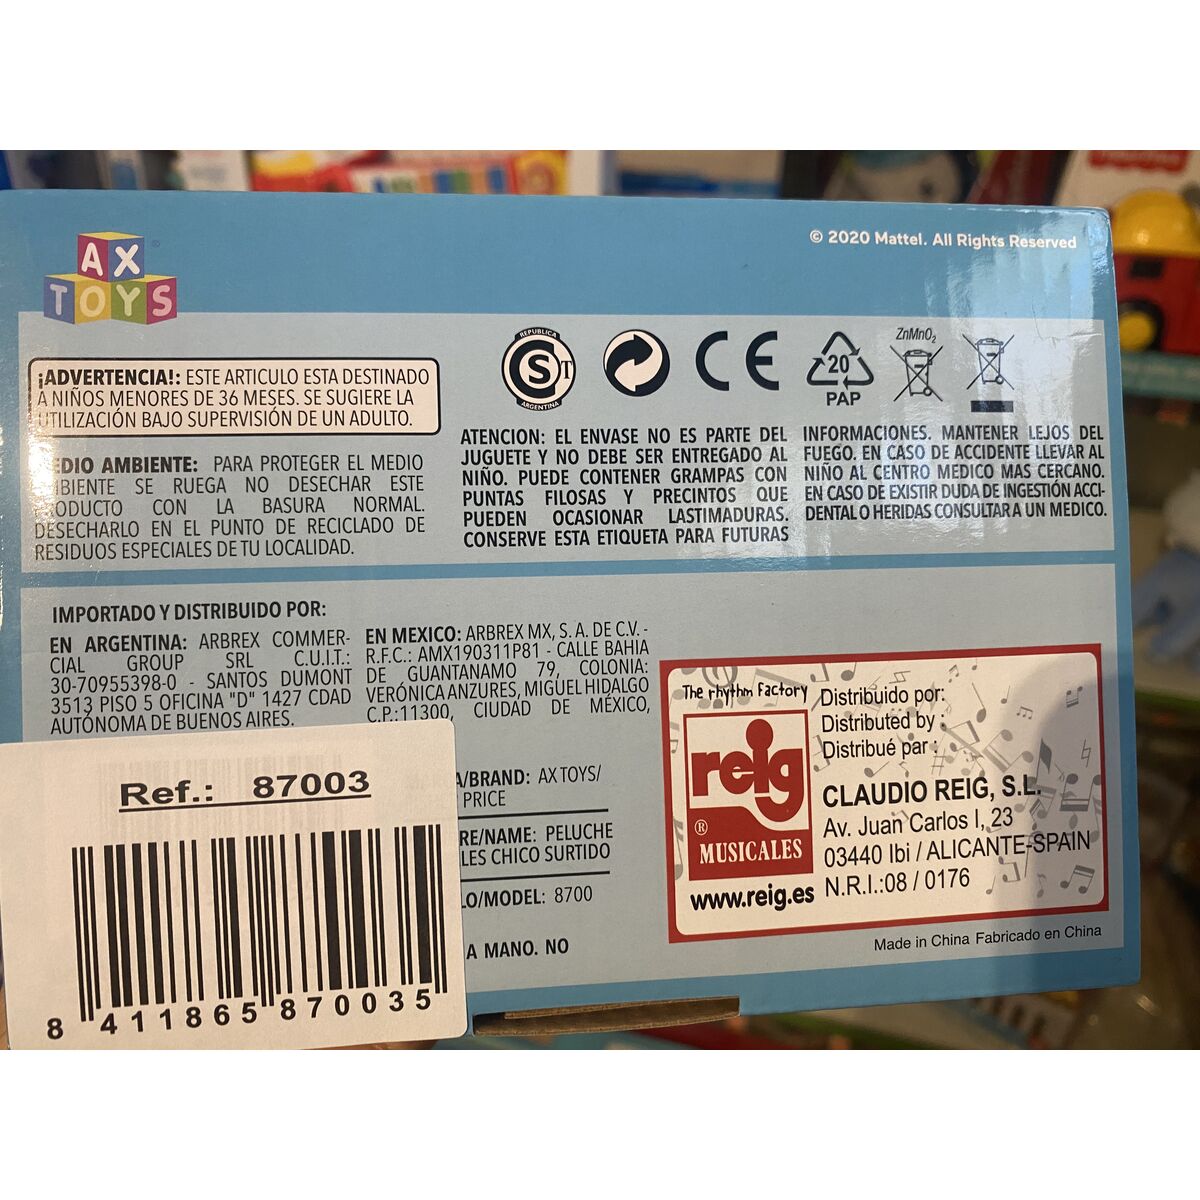 AX
TOYS
© 2020 Mattel. All Rights Reserved
¡ADVERTENCIA!: ESTE ARTICULO ESTA DESTINADO
A NIÑOS MENORES DE 36 MESES. SE SUGIERE LA
UTILIZACIÓN BAJO SUPERVISIÓN DE UN ADULTO.
EDIO AMBIENTE: PARA PROTEGER EL MEDIO
MBIENTE SE RUEGA NO DESECHAR ESTE
ODUCTO CON LA BASURA NORMAL.
DESECHARLO EN EL PUNTO DE RECICLADO DE
RESIDUOS ESPECIALES DE TU LOCALIDAD.
REPUBLICA
S T
ARGENTINA
CE
20
PAP
ZnMnO₂
ATENCION: EL ENVASE NO ES PARTE DEL
JUGUETE Y NO DEBE SER ENTREGADO AL
NIÑO. PUEDE CONTENER GRAMPAS CON
PUNTAS FILOSAS Y PRECINTOS QUE
PUEDEN OCASIONAR LASTIMADURAS.
CONSERVE ESTA ETIQUETA PARA FUTURAS
INFORMACIONES. MANTENER LEJOS DEL
FUEGO. EN CASO DE ACCIDENTE LLEVAR AL
NIÑO AL CENTRO MEDICO MAS CERCANO.
EN CASO DE EXISTIR DUDA DE INGESTIÓN ACCI-
DENTAL O HERIDAS CONSULTAR A UN MEDICO.
IMPORTADO Y DISTRIBUIDO POR:
EN ARGENTINA: ARBREX COMMER-
CIAL GROUP SRL C.U.I.T.:
30-70955398-0 - SANTOS DUMONT
3513 PISO 5 OFICINA "D" 1427 CDAD
AUTÓNOMA DE BUENOS AIRES.
EN MEXICO: ARBREX MX, S. A. DE C.V. -
R.F.C.: AMX190311P81 - CALLE BAHIA
DE GUANTANAMO 79, COLONIA:
VERÓNICA ANZURES, MIGUEL HIDALGO
C.P.:11300, CIUDAD DE MÉXICO,
A/BRAND: AX TOYS/
PRICE
RE/NAME: PELUCHE
LES CHICO SURTIDO
LO/MODEL: 8700
A MANO. NO
Ref.: 87003
8 411865 870035
The rhythm factory
reig
®
MUSICALES
www.reig.es
Distribuido por:
Distributed by :
Distribué par :
CLAUDIO REIG, S.L.
Av. Juan Carlos I, 23
03440 Ibi / ALICANTE-SPAIN
N.R.I.:08 / 0176
Made in China Fabricado en China